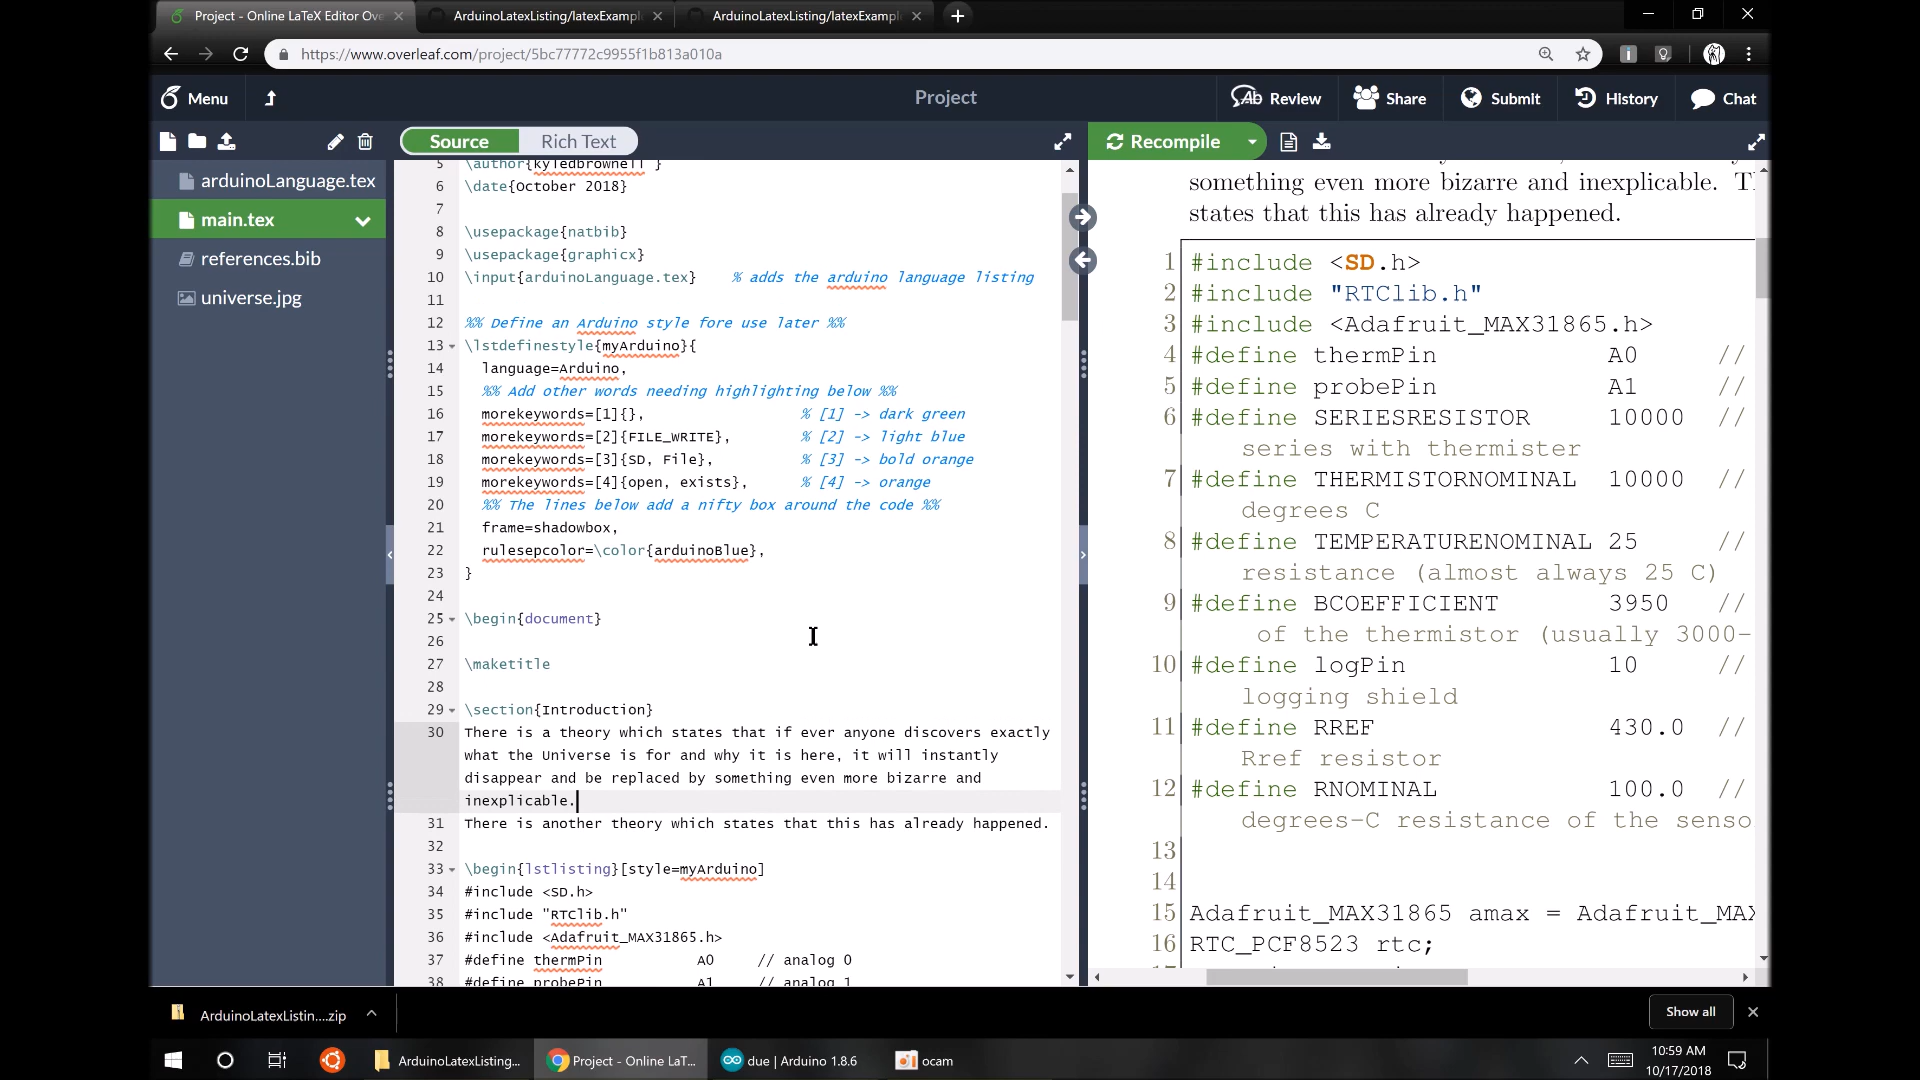 Project - Online LaTeX Editor Ove
ArduinoLatexListing/latexExampl
ArduinoLatexListing/latexExampl
https://www.overleaf.com/project/5bc77772c9955f1b813a010a
Menu
Project
Review
Share
Submit
History
Chat
Source
Rich Text
Recompile
arduinoLanguage.tex
main.tex
references.bib
universe.jpg
5 \author{kyledbrownell }
6 \date{October 2018}
7
8 \usepackage{natbib}
9 \usepackage{graphicx}
10 \input{arduinoLanguage.tex}    % adds the arduino language listing
11
12 %% Define an Arduino style fore use later %%
13 \lstdefinestyle{myArduino}{
14   language=Arduino,
15   %% Add other words needing highlighting below %%
16   morekeywords=[1]{},                  % [1] -> dark green
17   morekeywords=[2]{FILE_WRITE},        % [2] -> light blue
18   morekeywords=[3]{SD, File},          % [3] -> bold orange
19   morekeywords=[4]{open, exists},      % [4] -> orange
20   %% The lines below add a nifty box around the code %%
21   frame=shadowbox,
22   rulesepcolor=\color{arduinoBlue},
23 }
24
25 \begin{document}
26
27 \maketitle
28
29 \section{Introduction}
30 There is a theory which states that if ever anyone discovers exactly
what the Universe is for and why it is here, it will instantly
disappear and be replaced by something even more bizarre and
inexplicable.
31 There is another theory which states that this has already happened.
32
33 \begin{lstlisting}[style=myArduino]
34 #include <SD.h>
35 #include "RTClib.h"
36 #include <Adafruit_MAX31865.h>
37 #define thermPin           A0     // analog 0
38 #define probePin           A1     // analog 1
something even more bizarre and inexplicable. T
states that this has already happened.
1 #include <SD.h>
2 #include "RTClib.h"
3 #include <Adafruit_MAX31865.h>
4 #define thermPin           A0     //
5 #define probePin           A1     //
6 #define SERIESRESISTOR     10000  //
series with thermister
7 #define THERMISTORNOMINAL  10000  //
degrees C
8 #define TEMPERATURENOMINAL 25     //
resistance (almost always 25 C)
9 #define BCOEFFICIENT       3950   //
of the thermistor (usually 3000-
10 #define logPin             10     //
logging shield
11 #define RREF               430.0  //
Rref resistor
12 #define RNOMINAL           100.0  //
degrees-C resistance of the senso
13
14
15 Adafruit_MAX31865 amax = Adafruit_MAX
16 RTC_PCF8523 rtc;
ArduinoLatexListin....zip
Show all
ArduinoLatexListing...
Project - Online LaT...
due | Arduino 1.8.6
ocam
10:59 AM
10/17/2018